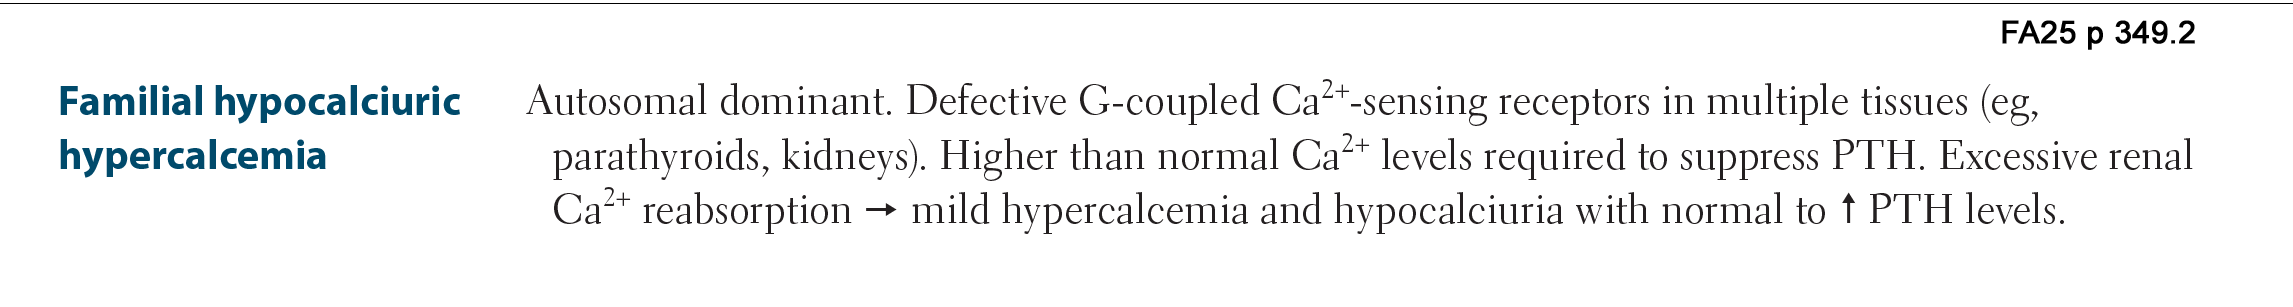 FA25 p 349.2
Familial hypocalciuric
hypercalcemia
Autosomal dominant. Defective G-coupled Ca²⁺-sensing receptors in multiple tissues (eg,
parathyroids, kidneys). Higher than normal Ca²⁺ levels required to suppress PTH. Excessive renal
Ca²⁺ reabsorption → mild hypercalcemia and hypocalciuria with normal to ↑ PTH levels.